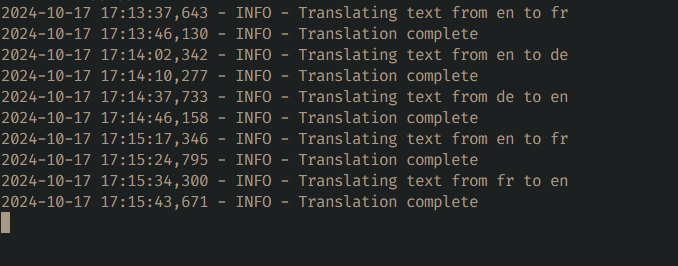 2024-10-17 17:13:37,643 - INFO - Translating text from en to fr
2024-10-17 17:13:46,130 - INFO - Translation complete
2024-10-17 17:14:02,342 - INFO - Translating text from en to de
2024-10-17 17:14:10,277 - INFO - Translation complete
2024-10-17 17:14:37,733 - INFO - Translating text from de to en
2024-10-17 17:14:46,158 - INFO - Translation complete
2024-10-17 17:15:17,346 - INFO - Translating text from en to fr
2024-10-17 17:15:24,795 - INFO - Translation complete
2024-10-17 17:15:34,300 - INFO - Translating text from fr to en
2024-10-17 17:15:43,671 - INFO - Translation complete